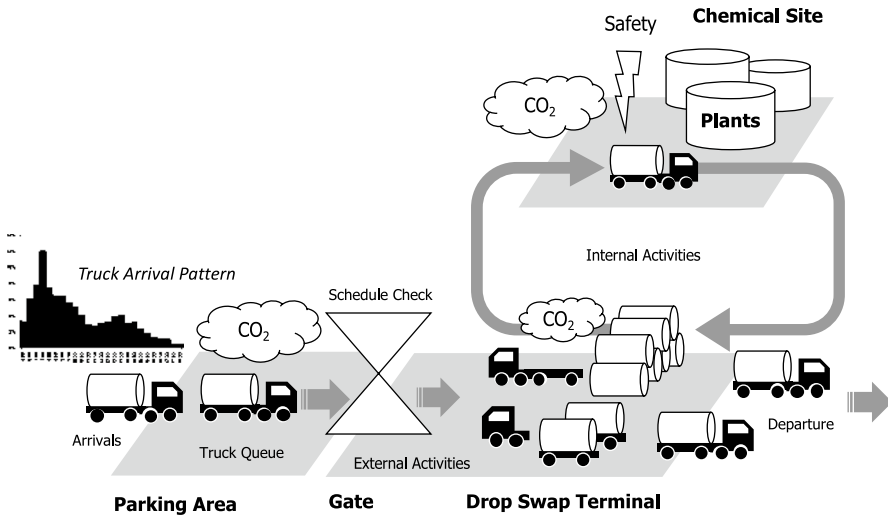 Chemical Site
Safety
CO₂
Plants
Internal Activities
Truck Arrival Pattern
Schedule Check
CO₂
CO₂
Arrivals
Truck Queue
External Activities
Departure
Parking Area
Gate
Drop Swap Terminal